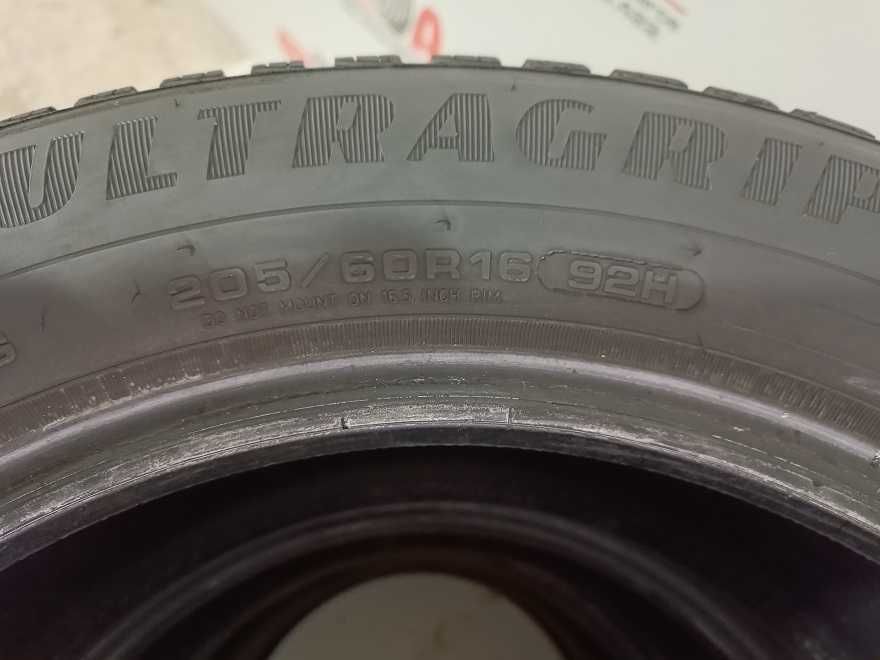 ULTRAGRIP
205/60R16 92H
DO NOT MOUNT ON 16.5 INCH RIM